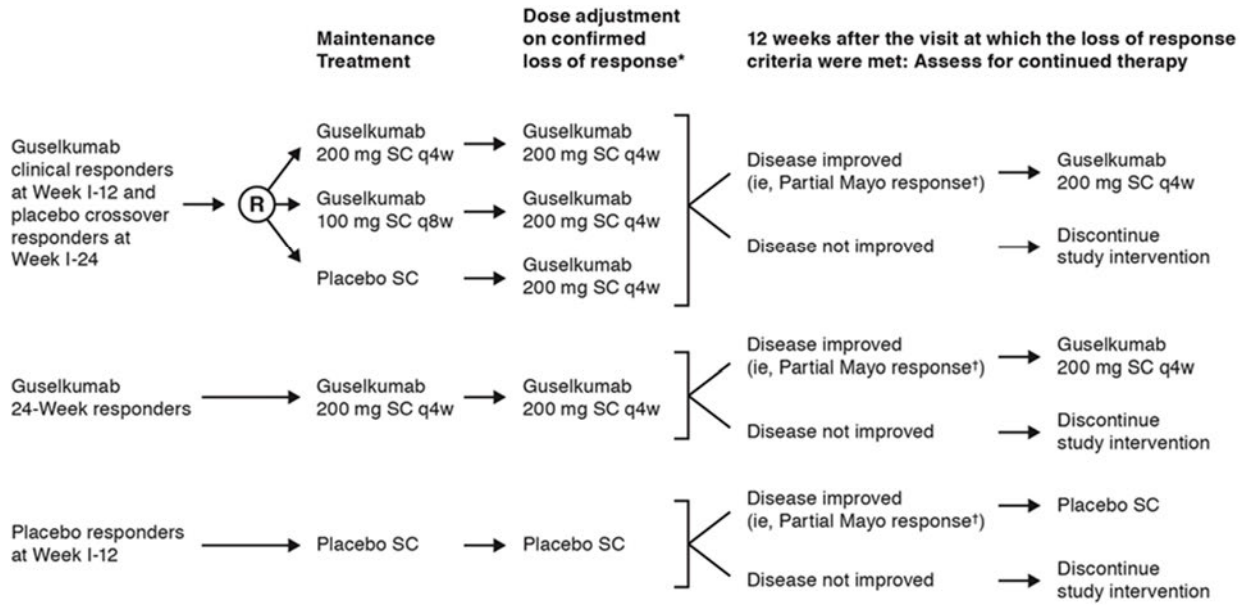 Maintenance
Treatment
Dose adjustment
on confirmed
loss of response*
12 weeks after the visit at which the loss of response
criteria were met: Assess for continued therapy
Guselkumab
clinical responders
at Week I-12 and
placebo crossover
responders at
Week I-24
R
Guselkumab
200 mg SC q4w
Guselkumab
200 mg SC q4w
Guselkumab
100 mg SC q8w
Guselkumab
200 mg SC q4w
Placebo SC
Guselkumab
200 mg SC q4w
Disease improved
(ie, Partial Mayo response†)
Guselkumab
200 mg SC q4w
Disease not improved
Discontinue
study intervention
Guselkumab
24-Week responders
Guselkumab
200 mg SC q4w
Guselkumab
200 mg SC q4w
Disease improved
(ie, Partial Mayo response†)
Guselkumab
200 mg SC q4w
Disease not improved
Discontinue
study intervention
Placebo responders
at Week I-12
Placebo SC
Placebo SC
Disease improved
(ie, Partial Mayo response†)
Placebo SC
Disease not improved
Discontinue
study intervention